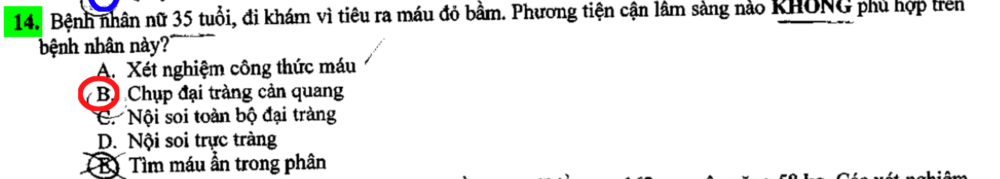 14. Bệnh nhân nữ 35 tuổi, đi khám vì tiêu ra máu đỏ bầm. Phương tiện cận lâm sàng nào KHÔNG phù hợp trên
bệnh nhân này?
A. Xét nghiệm công thức máu
B. Chụp đại tràng cản quang
C. Nội soi toàn bộ đại tràng
D. Nội soi trực tràng
E Tìm máu ẩn trong phân